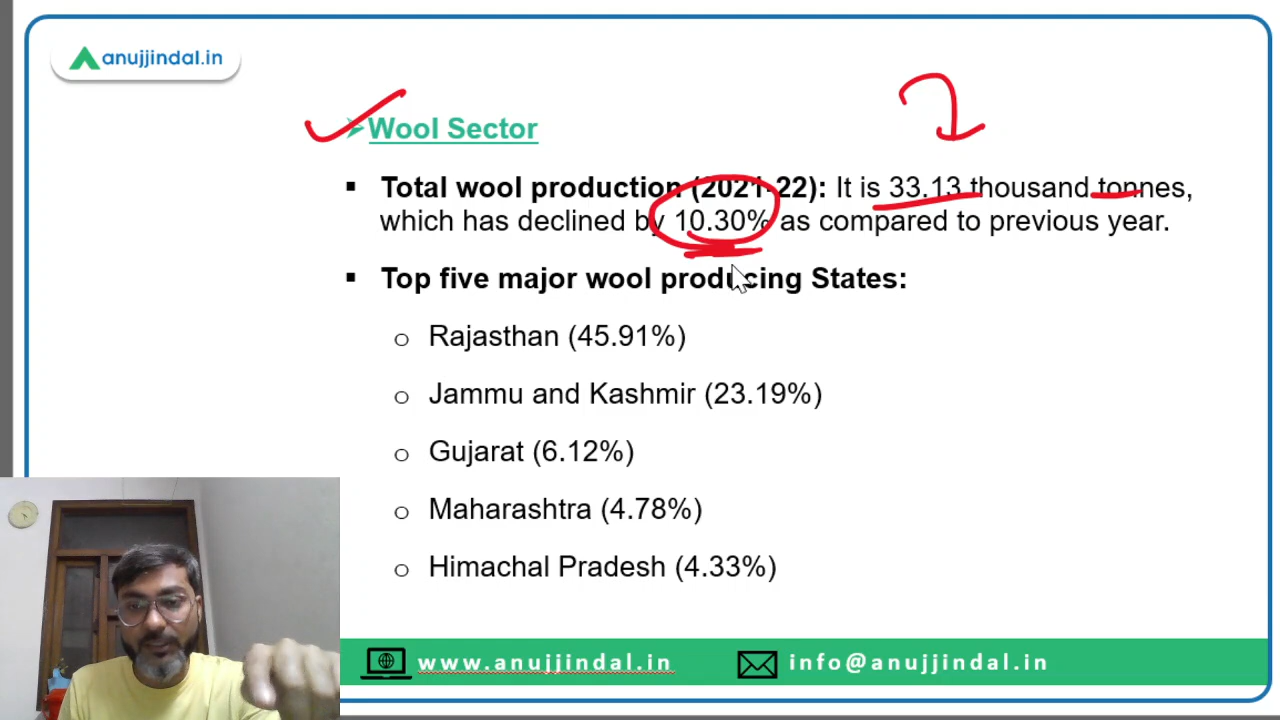 anujjindal.in
➢Wool Sector
▪ Total wool production (2021-22): It is 33.13 thousand tonnes,
which has declined by 10.30% as compared to previous year.
▪ Top five major wool producing States:
o Rajasthan (45.91%)
o Jammu and Kashmir (23.19%)
o Gujarat (6.12%)
o Maharashtra (4.78%)
o Himachal Pradesh (4.33%)
www.anujjindal.in info@anujjindal.in